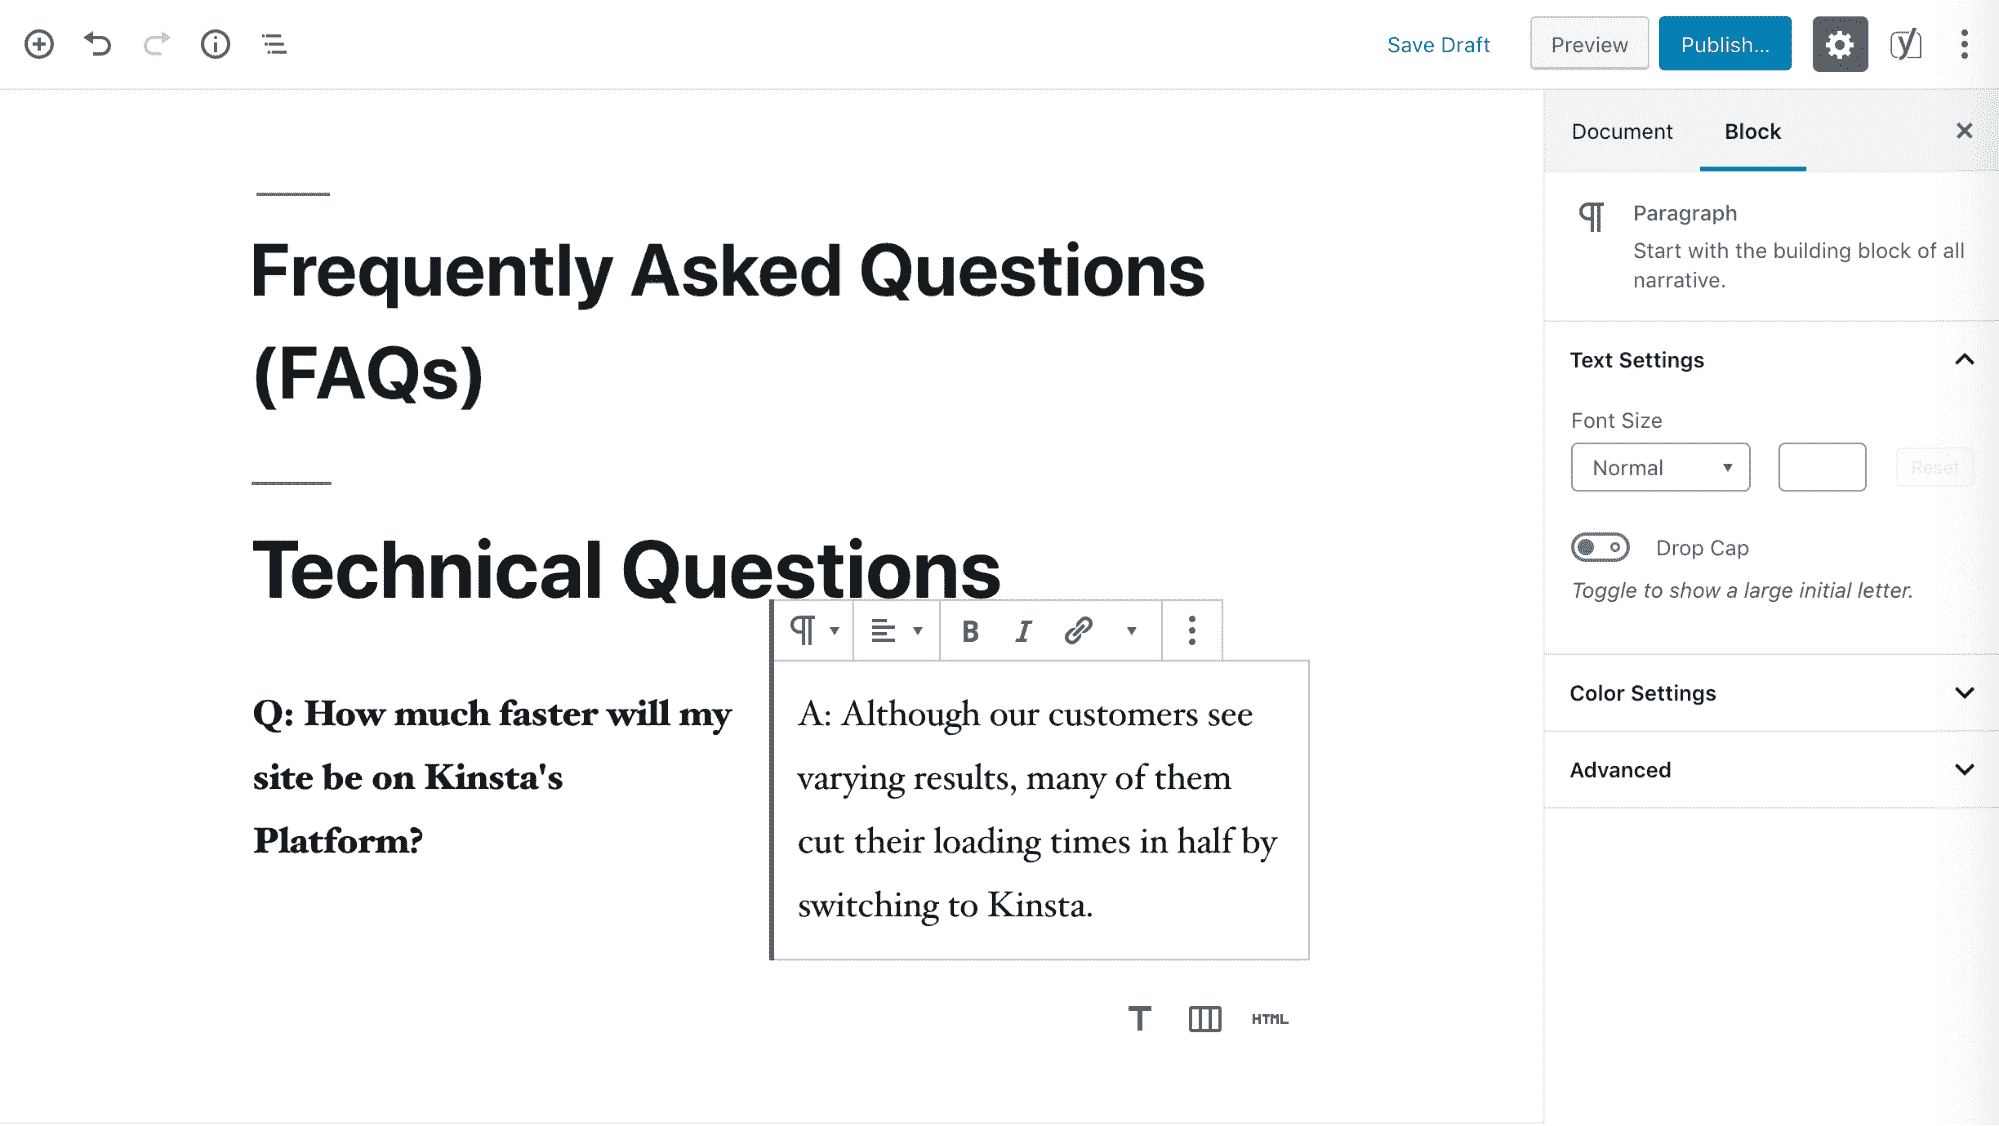 Save Draft
Preview
Publish...
Document
Block
Paragraph
Start with the building block of all
narrative.
Text Settings
Font Size
Normal
Reset
Drop Cap
Toggle to show a large initial letter.
Color Settings
Advanced
Frequently Asked Questions
(FAQs)
Technical Questions
B I
Q: How much faster will my
site be on Kinsta's
Platform?
A: Although our customers see
varying results, many of them
cut their loading times in half by
switching to Kinsta.
T
HTML